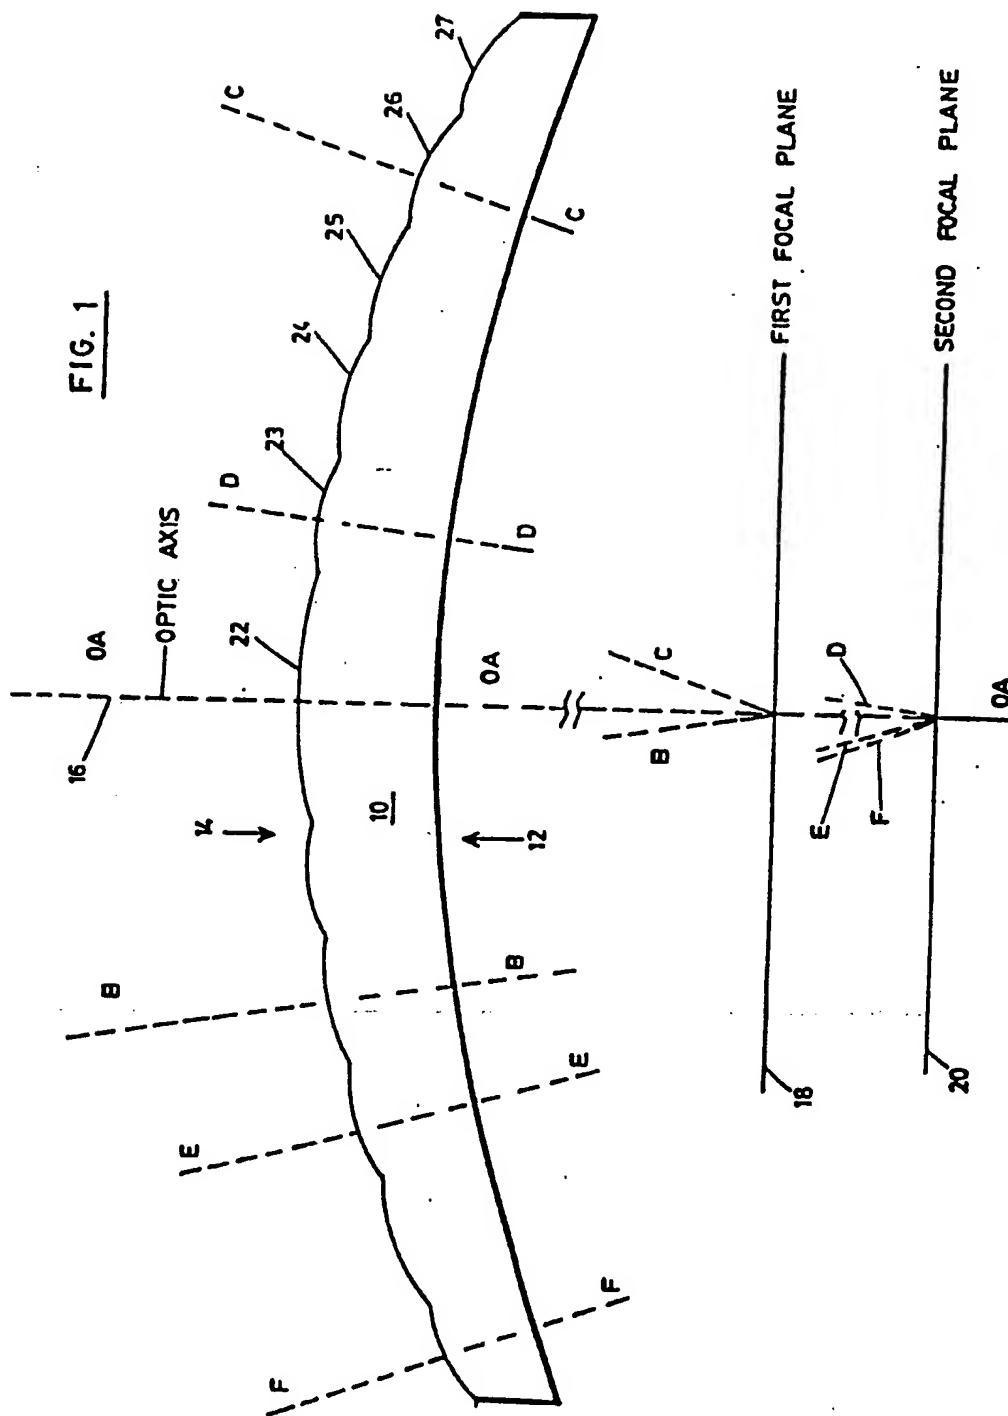 FIG. 1
OPTIC AXIS
OA
16
14
22
23
24
25
26
27
B
B
E
E
F
F
D
D
C
C
10
12
OA
B
C
FIRST FOCAL PLANE
18
D
E
F
SECOND FOCAL PLANE
20
OA